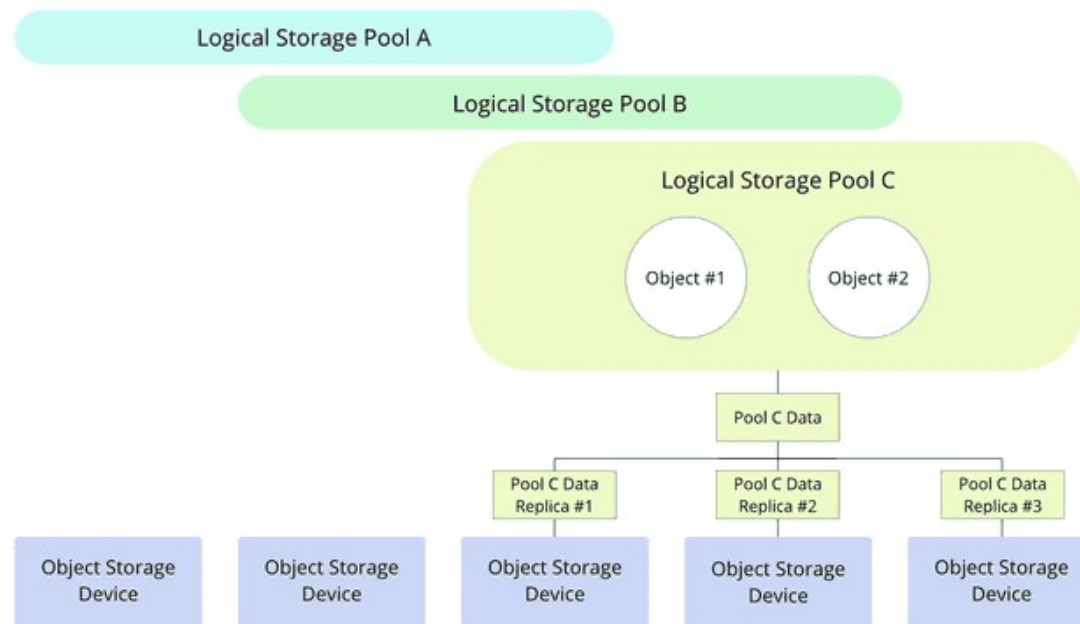 Logical Storage Pool A
Logical Storage Pool B
Logical Storage Pool C
Object #1
Object #2
Pool C Data
Pool C Data
Replica #1
Pool C Data
Replica #2
Pool C Data
Replica #3
Object Storage
Device
Object Storage
Device
Object Storage
Device
Object Storage
Device
Object Storage
Device